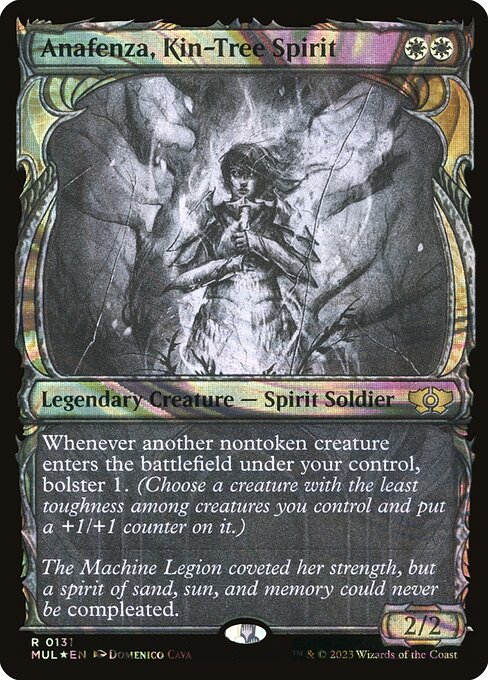 Anafenza, Kin-Tree Spirit
Legendary Creature — Spirit Soldier
Whenever another nontoken creature
enters the battlefield under your control,
bolster 1. (Choose a creature with the least
toughness among creatures you control and put
a +1/+1 counter on it.)
The Machine Legion coveted her strength, but
a spirit of sand, sun, and memory could never
be compleated.
2/2
R 0131
MUL★EN Domenico Cava
™ & © 2023 Wizards of the Coast